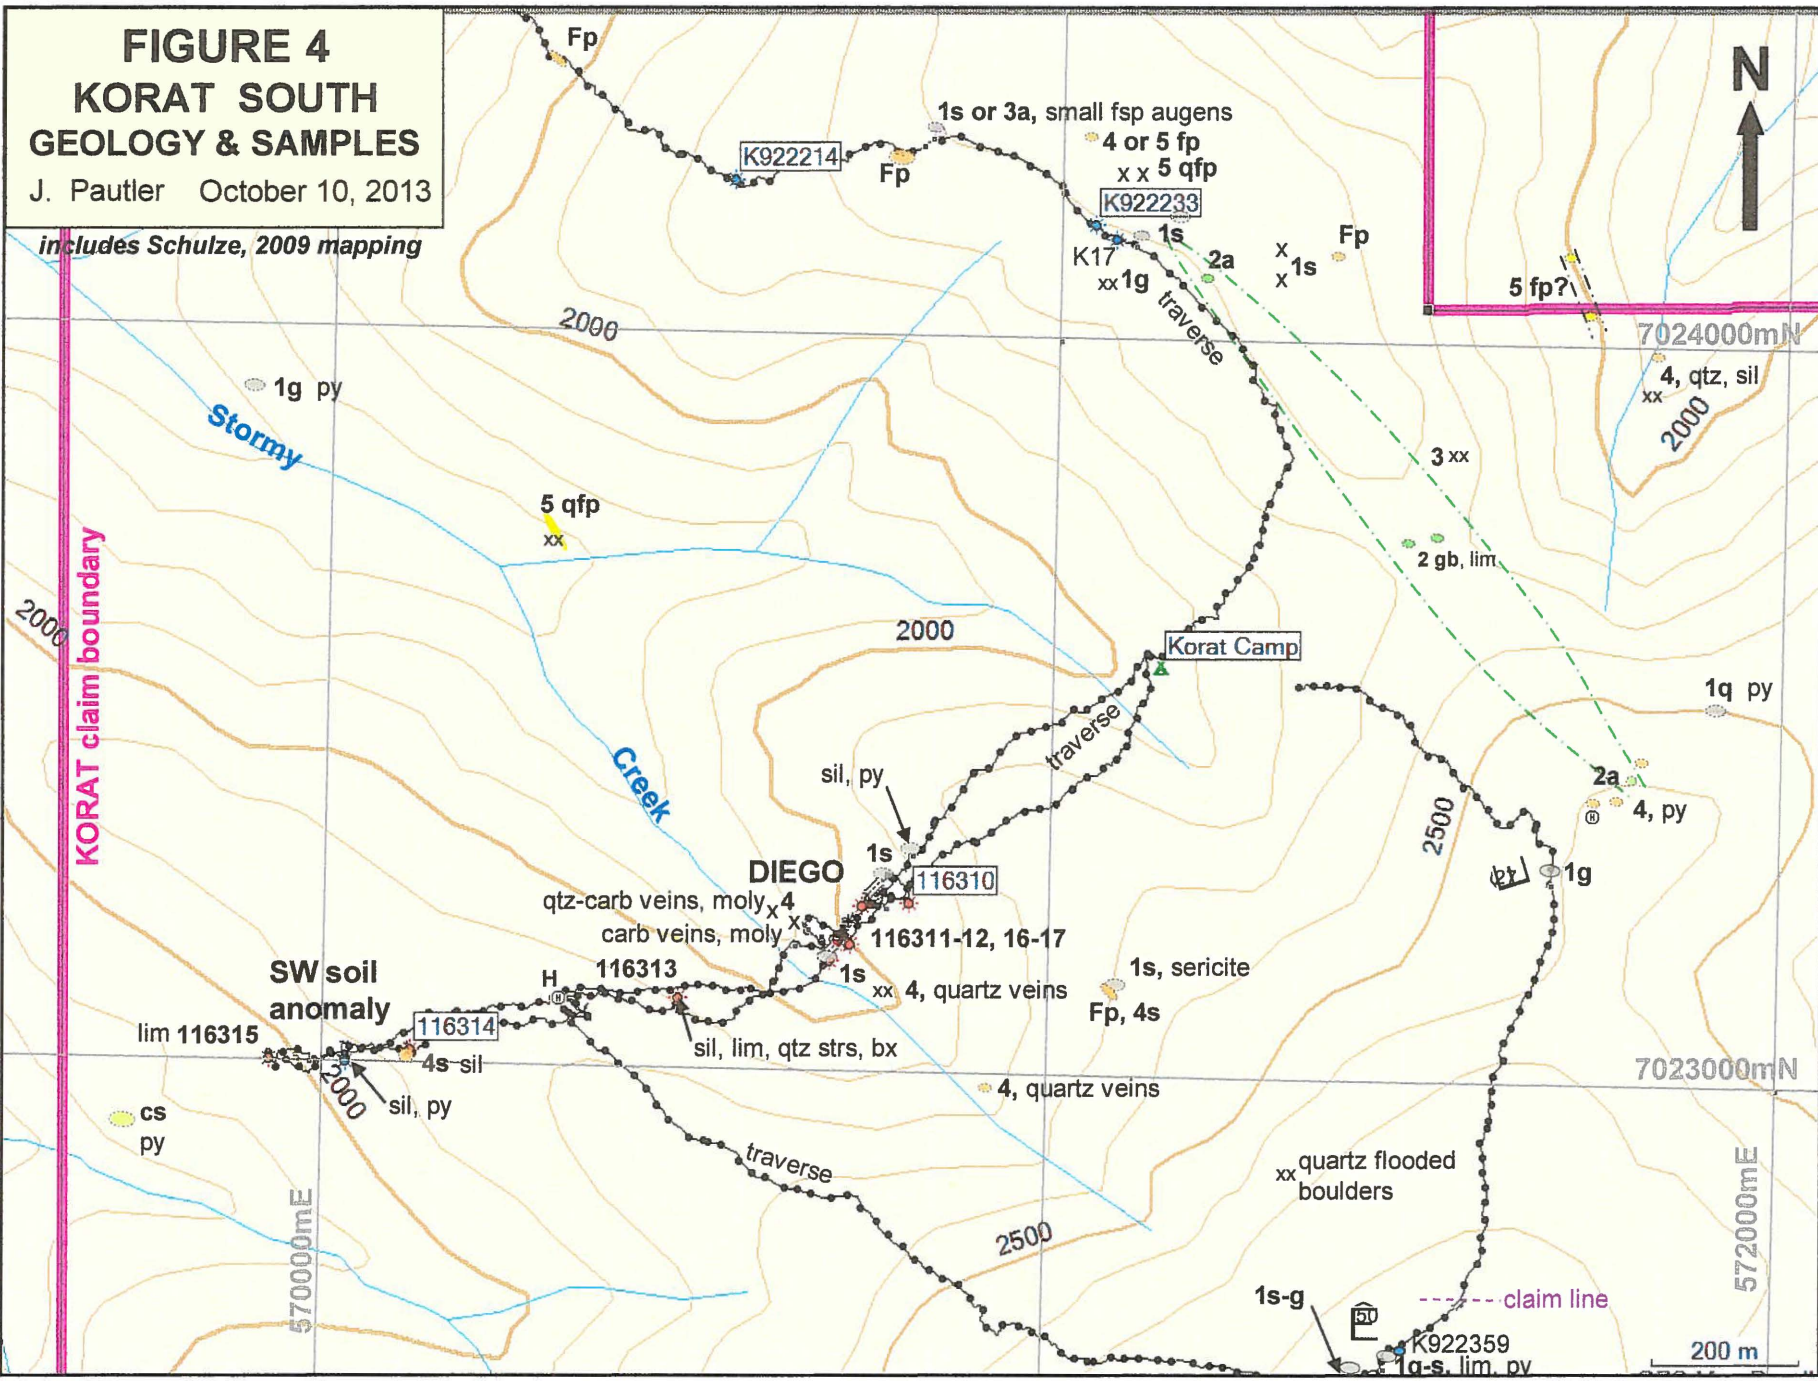 FIGURE 4
KORAT SOUTH
GEOLOGY & SAMPLES
J. Pautler October 10, 2013
includes Schulze, 2009 mapping
Fp
N
1s or 3a, small fsp augens
4 or 5 fp
K922214
Fp
x x 5 qfp
K922233
1s
K17
2a
x
x 1s
Fp
xx 1g
5 fp?
traverse
2000
7024000mN
1g py
4, qtz, sil
xx
2000
Stormy
3 xx
5 qfp
xx
2 gb, lim
KORAT claim boundary
2000
2000
Korat Camp
1q py
traverse
Creek
sil, py
2a
4, py
H
2500
1s
DIEGO
116310
1g
qtz-carb veins, moly x 4
x
carb veins, moly
116311-12, 16-17
SW soil
anomaly
H
H
116313
1s
1s, sericite
xx 4, quartz veins
Fp, 4s
lim 116315
116314
sil, lim, qtz strs, bx
4s sil
7023000mN
2000
sil, py
4, quartz veins
cs
py
traverse
xx quartz flooded
boulders
570000mE
572000mE
2500
1s-g
claim line
50
K922359
1g-s, lim, py
200 m